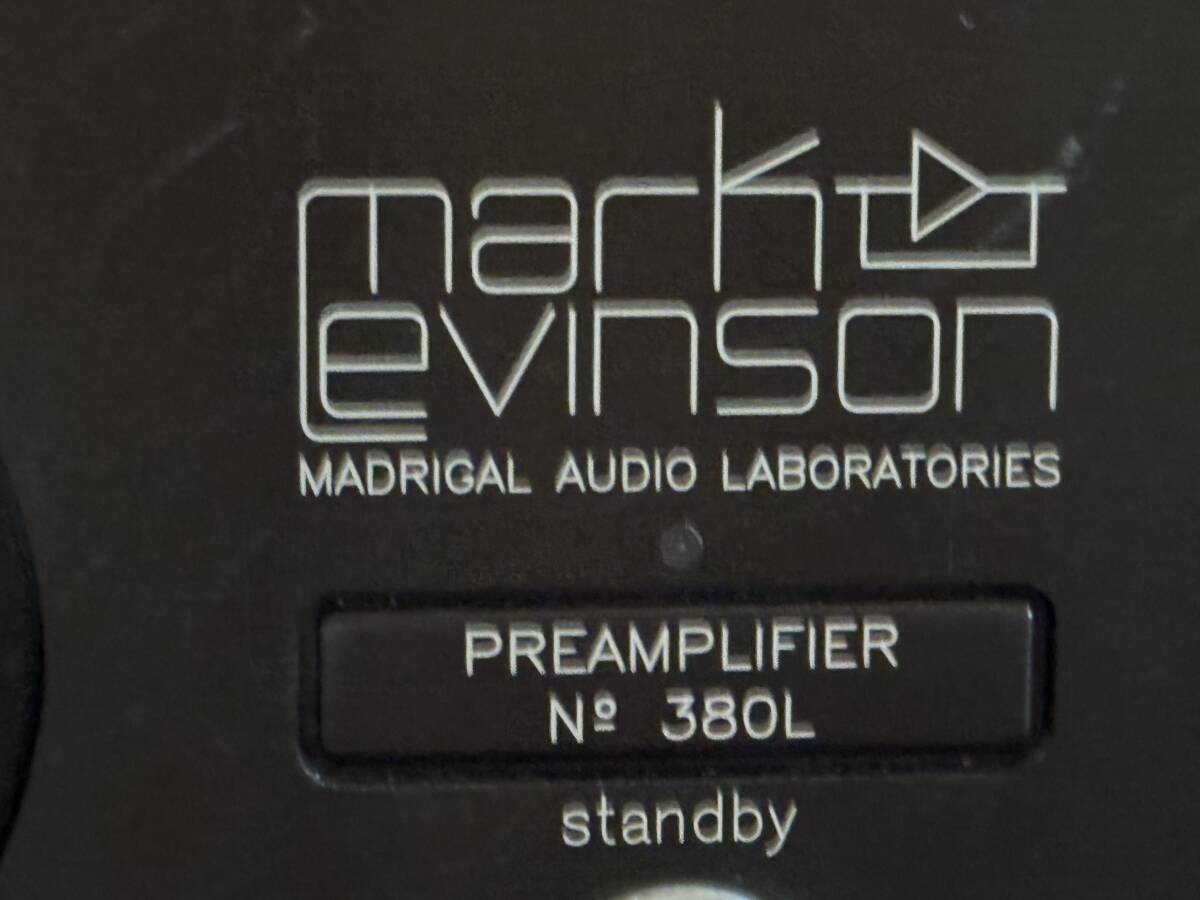 mark
Levinson
MADRIGAL AUDIO LABORATORIES
PREAMPLIFIER
Nº 380L
standby